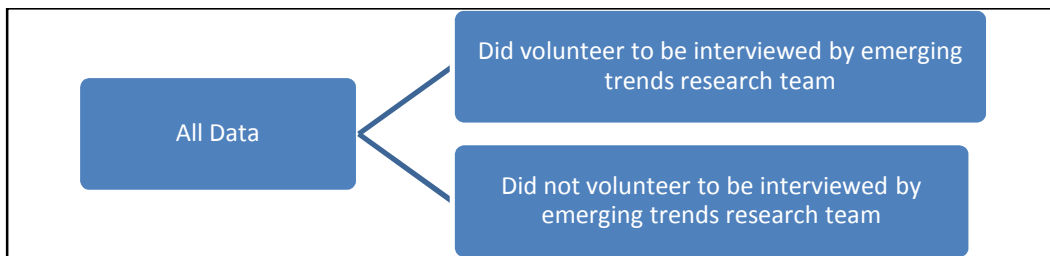 Did volunteer to be interviewed by emerging
trends research team
All Data
Did not volunteer to be interviewed by
emerging trends research team